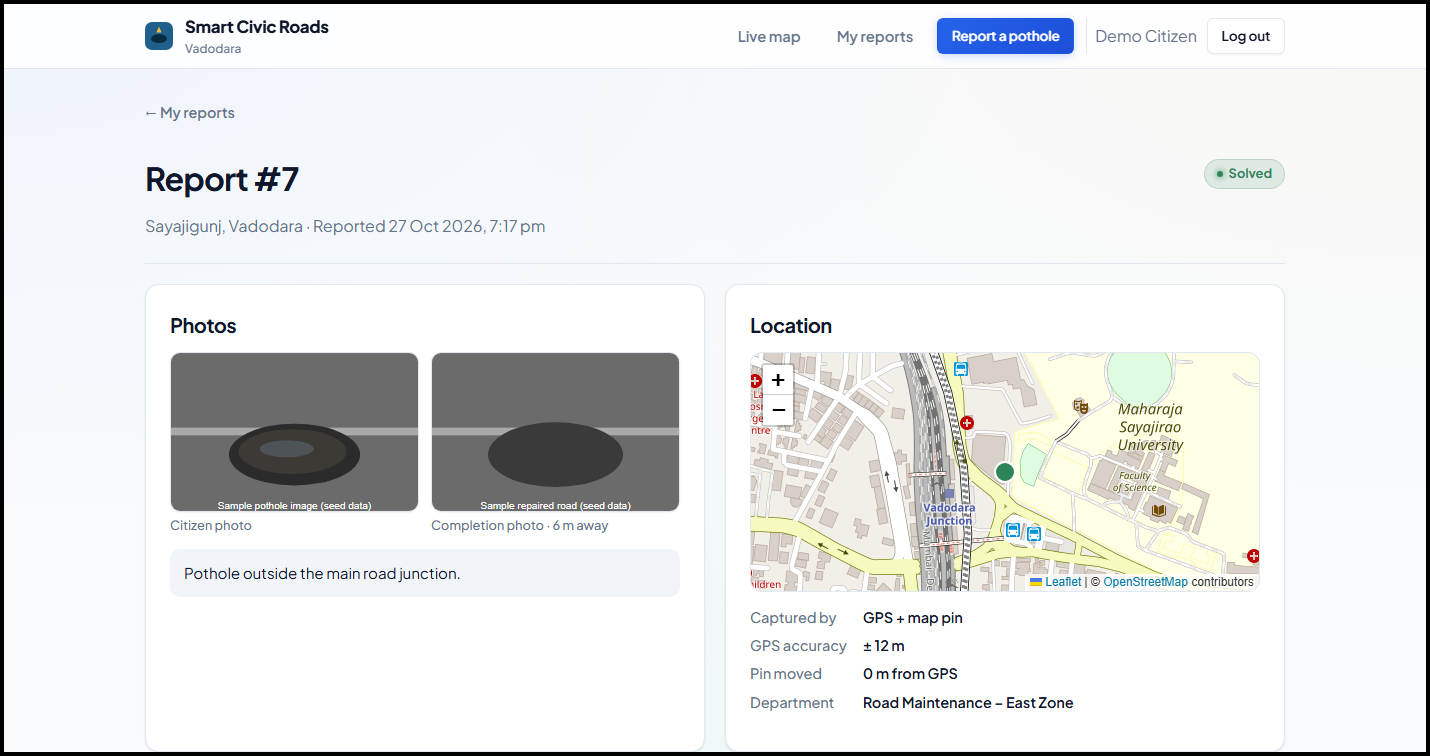 Smart Civic Roads
Vadodara
Live map
My reports
Report a pothole
Demo Citizen
Log out
← My reports
Report #7
Solved
Sayajigunj, Vadodara · Reported 27 Oct 2026, 7:17 pm
Photos
Sample pothole image (seed data)
Sample repaired road (seed data)
Citizen photo
Completion photo · 6 m away
Pothole outside the main road junction.
Location
+
−
Maharaja
Sayajirao
University
Faculty
of Science
Vadodara
Junction
Leaflet | © OpenStreetMap contributors
Captured by GPS + map pin
GPS accuracy ± 12 m
Pin moved 0 m from GPS
Department Road Maintenance – East Zone